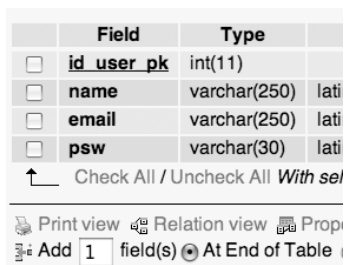 Field Type
id_user_pk int(11)
name varchar(250) lati
email varchar(250) lati
psw varchar(30) lati
Check All / Uncheck All With sel
Print view Relation view Prop
Add 1 field(s) At End of Table